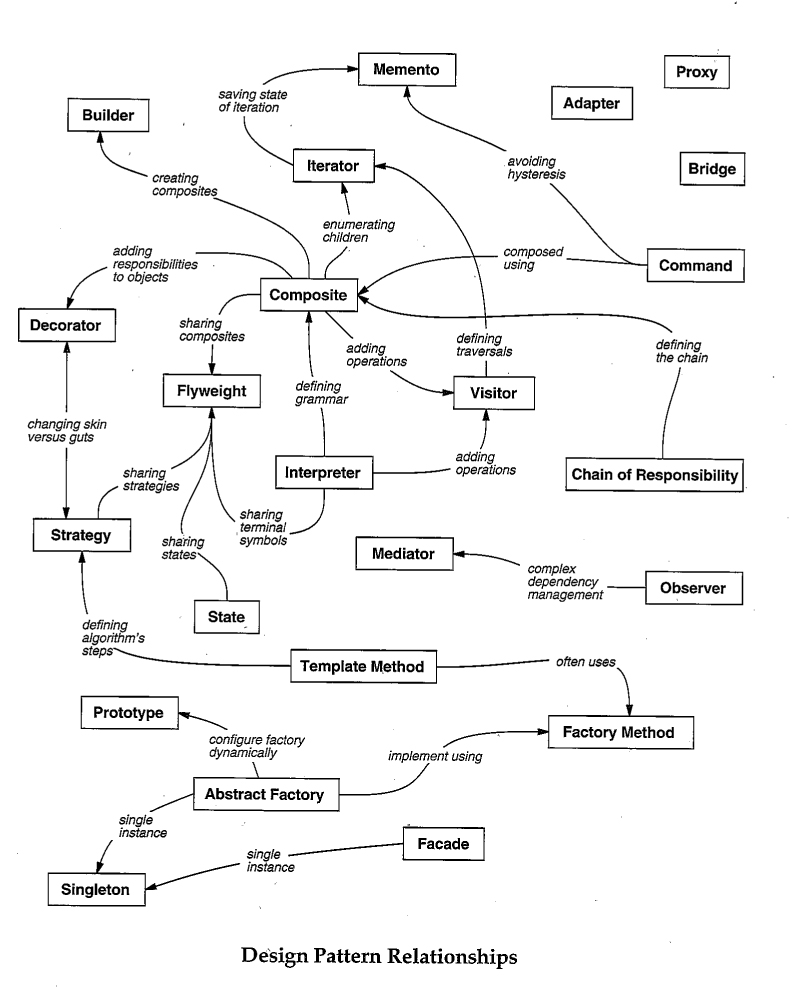 Memento
Proxy
saving state
of iteration
Adapter
Builder
Iterator
avoiding
hysteresis
Bridge
creating
composites
enumerating
children
adding
responsibilities
to objects
composed
using
Command
Composite
Decorator
sharing
composites
adding
operations
defining
traversals
defining
the chain
Flyweight
defining
grammar
Visitor
changing skin
versus guts
sharing
strategies
Interpreter
adding
operations
Chain of Responsibility
sharing
terminal
symbols
Strategy
sharing
states
Mediator
complex
dependency
management
Observer
State
defining
algorithm's
steps
Template Method
often uses
Prototype
configure factory
dynamically
implement using
Factory Method
Abstract Factory
single
instance
Facade
single
instance
Singleton
Design Pattern Relationships